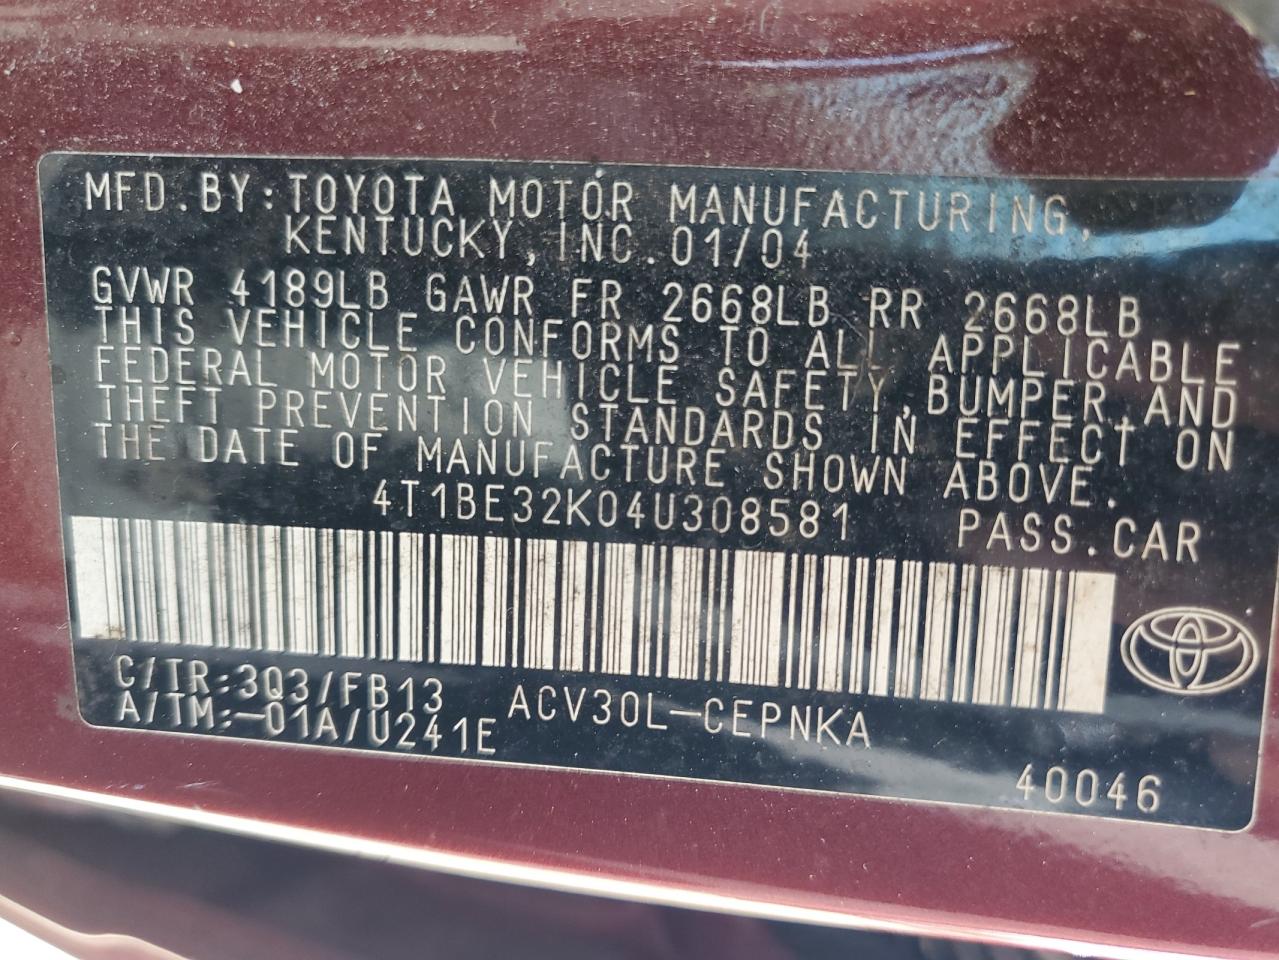 MFD.BY:TOYOTA MOTOR MANUFACTURING,
KENTUCKY,INC.01/04
GVWR 4189LB GAWR FR 2668LB RR 2668LB
THIS VEHICLE CONFORMS TO ALL APPLICABLE
FEDERAL MOTOR VEHICLE SAFETY,BUMPER,AND
THEFT PREVENTION STANDARDS IN EFFECT ON
THE DATE OF MANUFACTURE SHOWN ABOVE.
4T1BE32K04U308581 PASS.CAR
C/TR:3Q3/FB13 ACV30L-CEPNKA
A/TM:-01A/U241E
40046